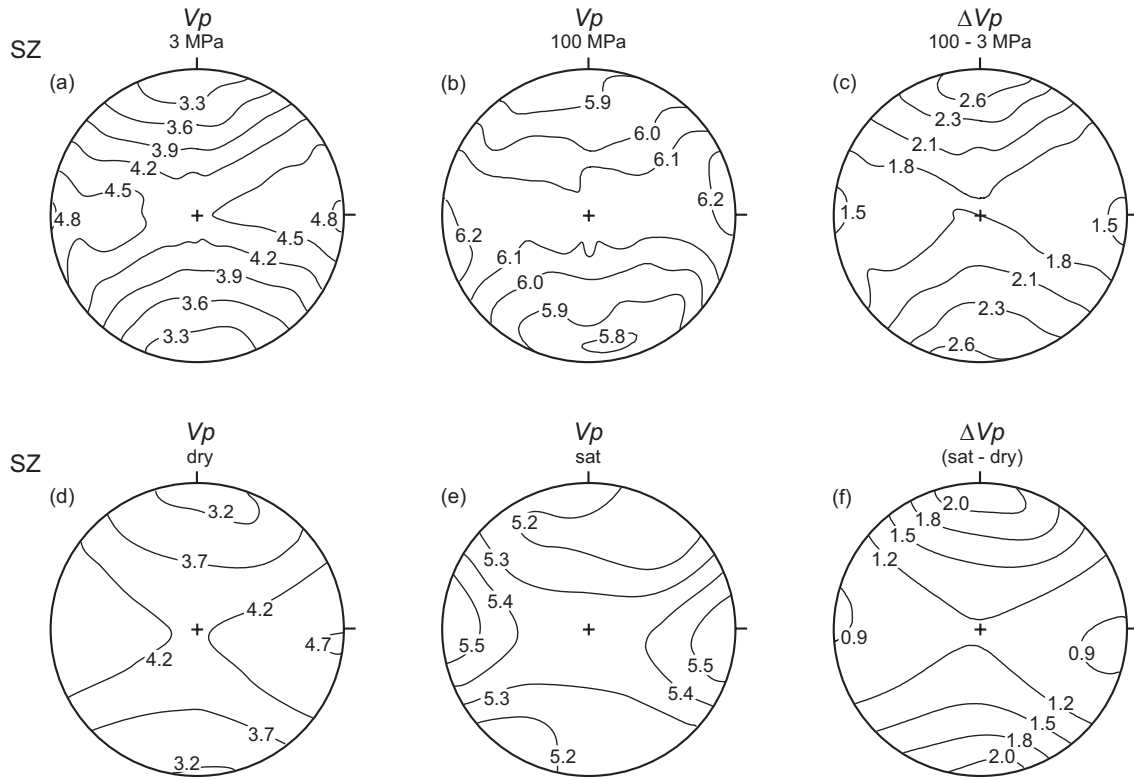 Vp
3 MPa
Vp
100 MPa
ΔVp
100 - 3 MPa
SZ
(a)
3.3
3.6
3.9
4.2
4.5
4.8
4.8
4.5
4.2
3.9
3.6
3.3
(b)
5.9
6.0
6.1
6.2
6.2
6.1
6.0
5.9
5.8
(c)
2.6
2.3
2.1
1.8
1.5
1.5
1.8
2.1
2.3
2.6
Vp
dry
Vp
sat
ΔVp
(sat - dry)
SZ
(d)
3.2
3.7
4.2
4.7
4.2
3.7
3.2
(e)
5.2
5.3
5.4
5.5
5.5
5.4
5.3
5.2
(f)
2.0
1.8
1.5
1.2
0.9
0.9
1.2
1.5
1.8
2.0